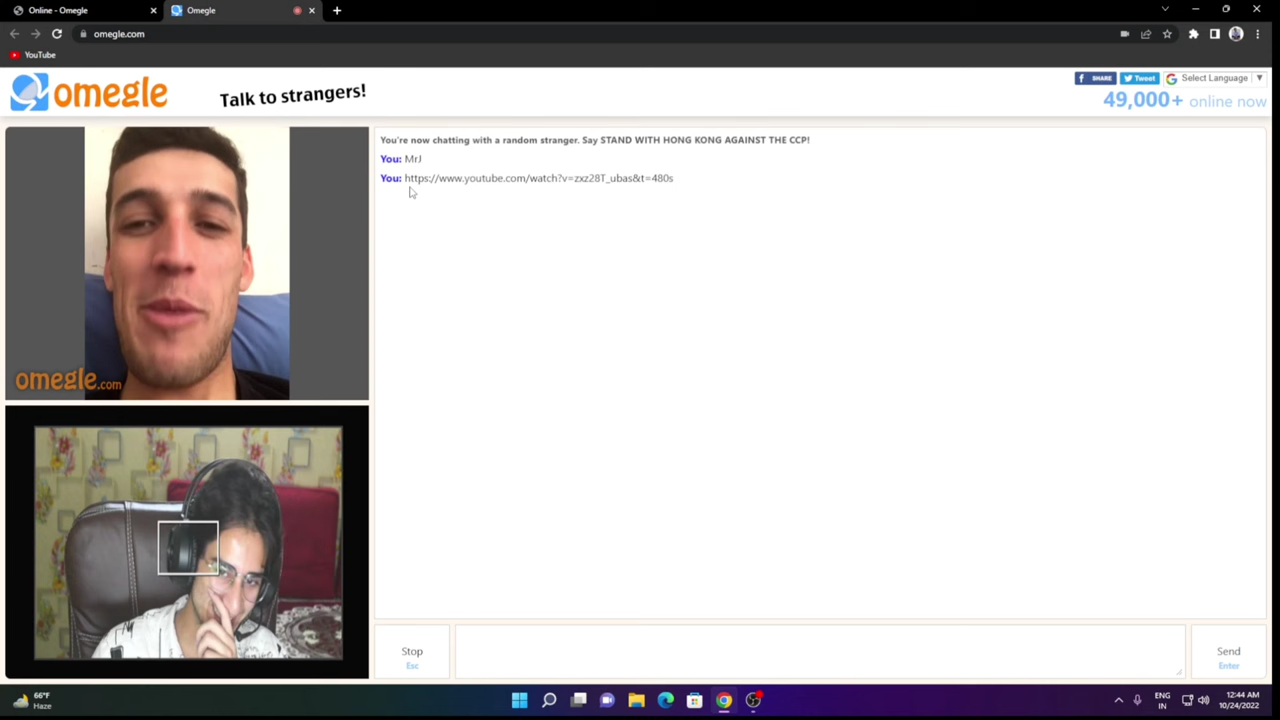 Online - Omegle
Omegle
omegle.com
YouTube
omegle
Talk to strangers!
SHARE
Tweet
Select Language
49,000+ online now
You're now chatting with a random stranger. Say STAND WITH HONG KONG AGAINST THE CCP!
You: MrJ
You: https://www.youtube.com/watch?v=zxz28T_ubas&t=480s
omegle.com
Stop
Esc
Send
Enter
66°F
Haze
ENG
IN
12:44 AM
10/24/2022